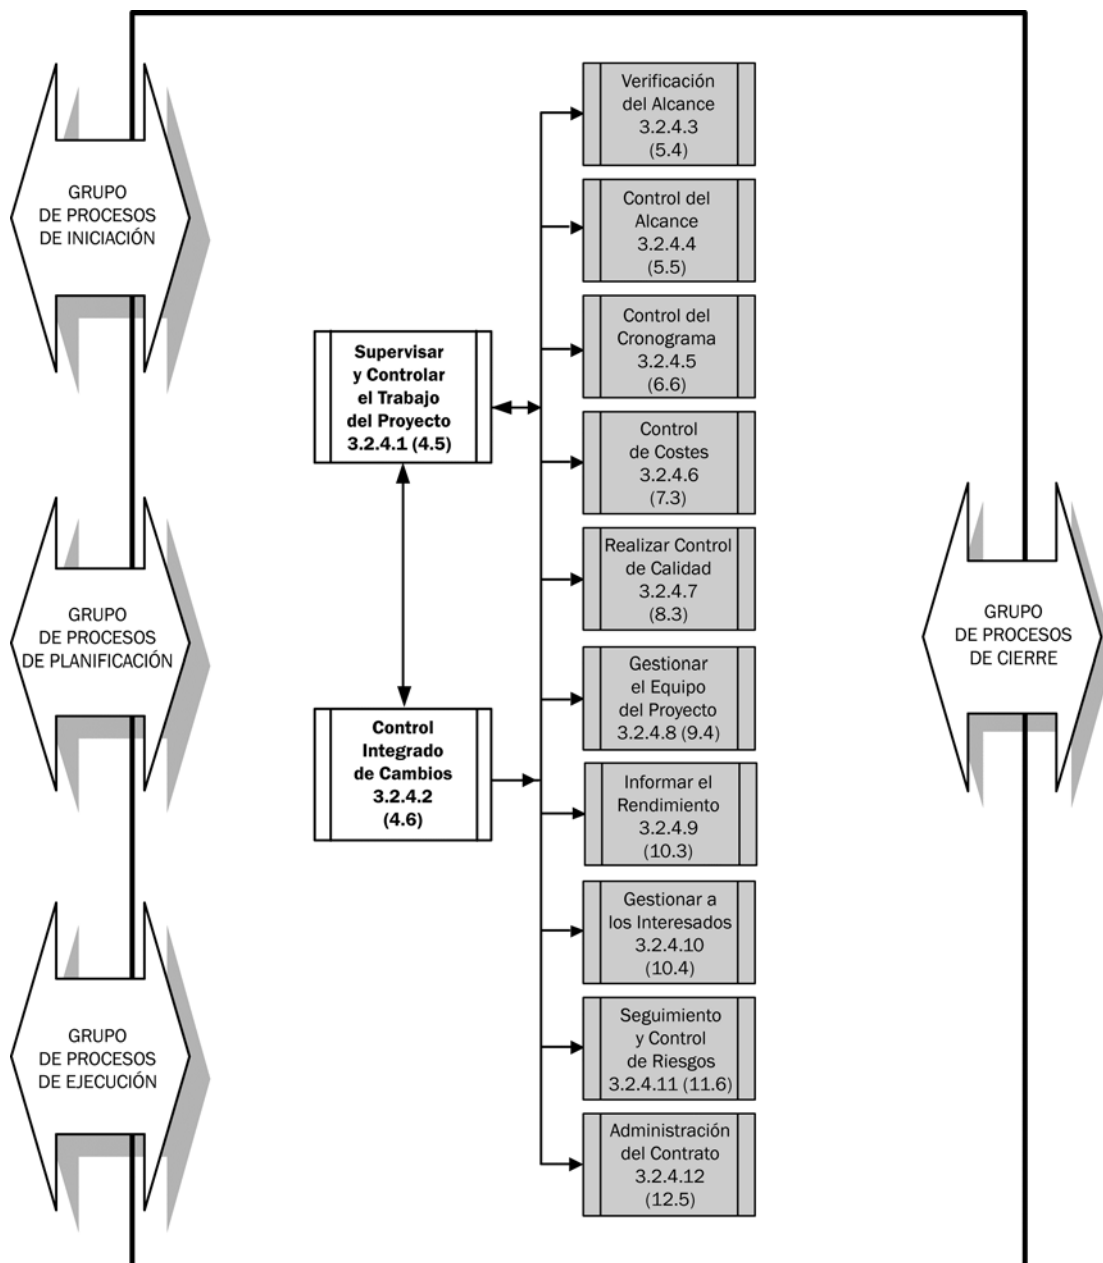 GRUPO
DE PROCESOS
DE INICIACIÓN
GRUPO
DE PROCESOS
DE PLANIFICACIÓN
GRUPO
DE PROCESOS
DE EJECUCIÓN
Supervisar
y Controlar
el Trabajo
del Proyecto
3.2.4.1 (4.5)
Control
Integrado
de Cambios
3.2.4.2
(4.6)
Verificación
del Alcance
3.2.4.3
(5.4)
Control del
Alcance
3.2.4.4
(5.5)
Control del
Cronograma
3.2.4.5
(6.6)
Control
de Costes
3.2.4.6
(7.3)
Realizar Control
de Calidad
3.2.4.7
(8.3)
Gestionar
el Equipo
del Proyecto
3.2.4.8 (9.4)
Informar el
Rendimiento
3.2.4.9
(10.3)
Gestionar a
los Interesados
3.2.4.10
(10.4)
Seguimiento
y Control
de Riesgos
3.2.4.11 (11.6)
Administración
del Contrato
3.2.4.12
(12.5)
GRUPO
DE PROCESOS
DE CIERRE